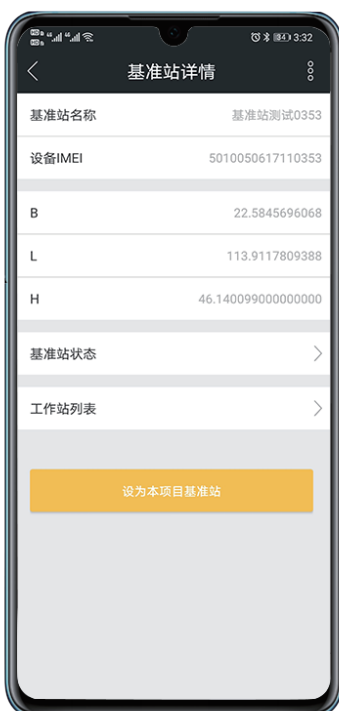 3:32
基准站详情
基准站名称 基准站测试0353
设备IMEI 5010050617110353
B 22.5845696068
L 113.9117809388
H 46.140099000000000
基准站状态
工作站列表
设为本项目基准站